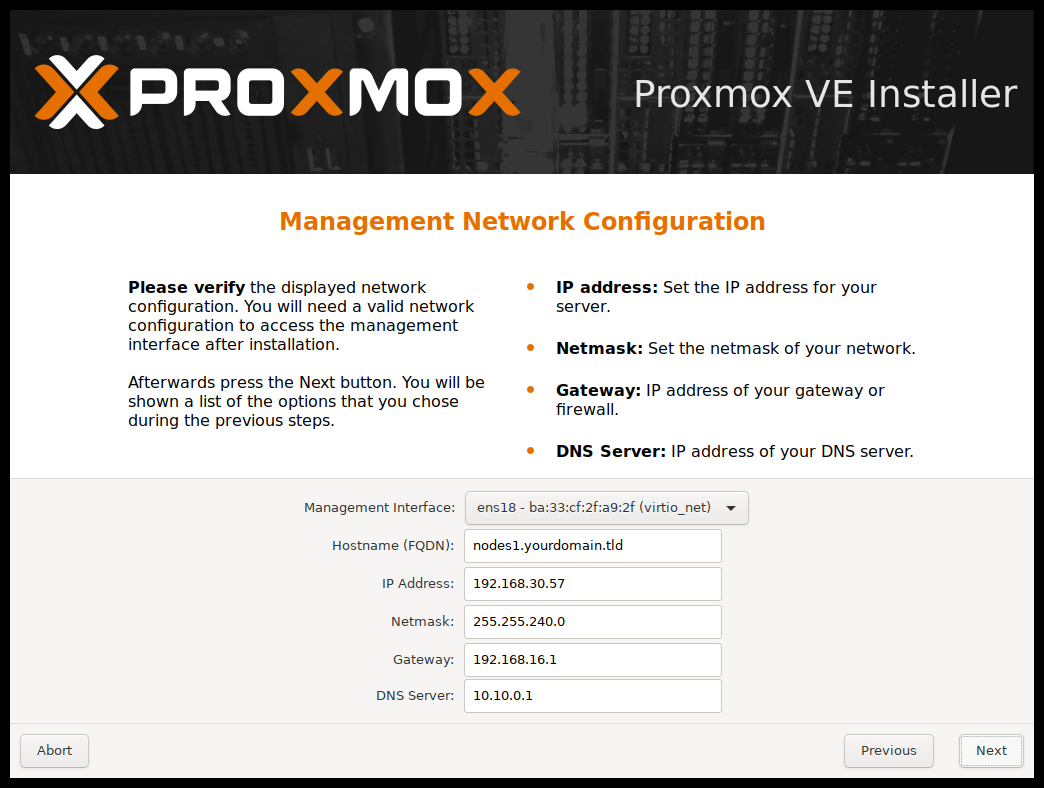 PROXMOX
Proxmox VE Installer
Management Network Configuration
Please verify the displayed network
configuration. You will need a valid network
configuration to access the management
interface after installation.
Afterwards press the Next button. You will be
shown a list of the options that you chose
during the previous steps.
• IP address: Set the IP address for your
server.
• Netmask: Set the netmask of your network.
• Gateway: IP address of your gateway or
firewall.
• DNS Server: IP address of your DNS server.
Management Interface: ens18 - ba:33:cf:2f:a9:2f (virtio_net)
Hostname (FQDN): nodes1.yourdomain.tld
IP Address: 192.168.30.57
Netmask: 255.255.240.0
Gateway: 192.168.16.1
DNS Server: 10.10.0.1
Abort Previous Next